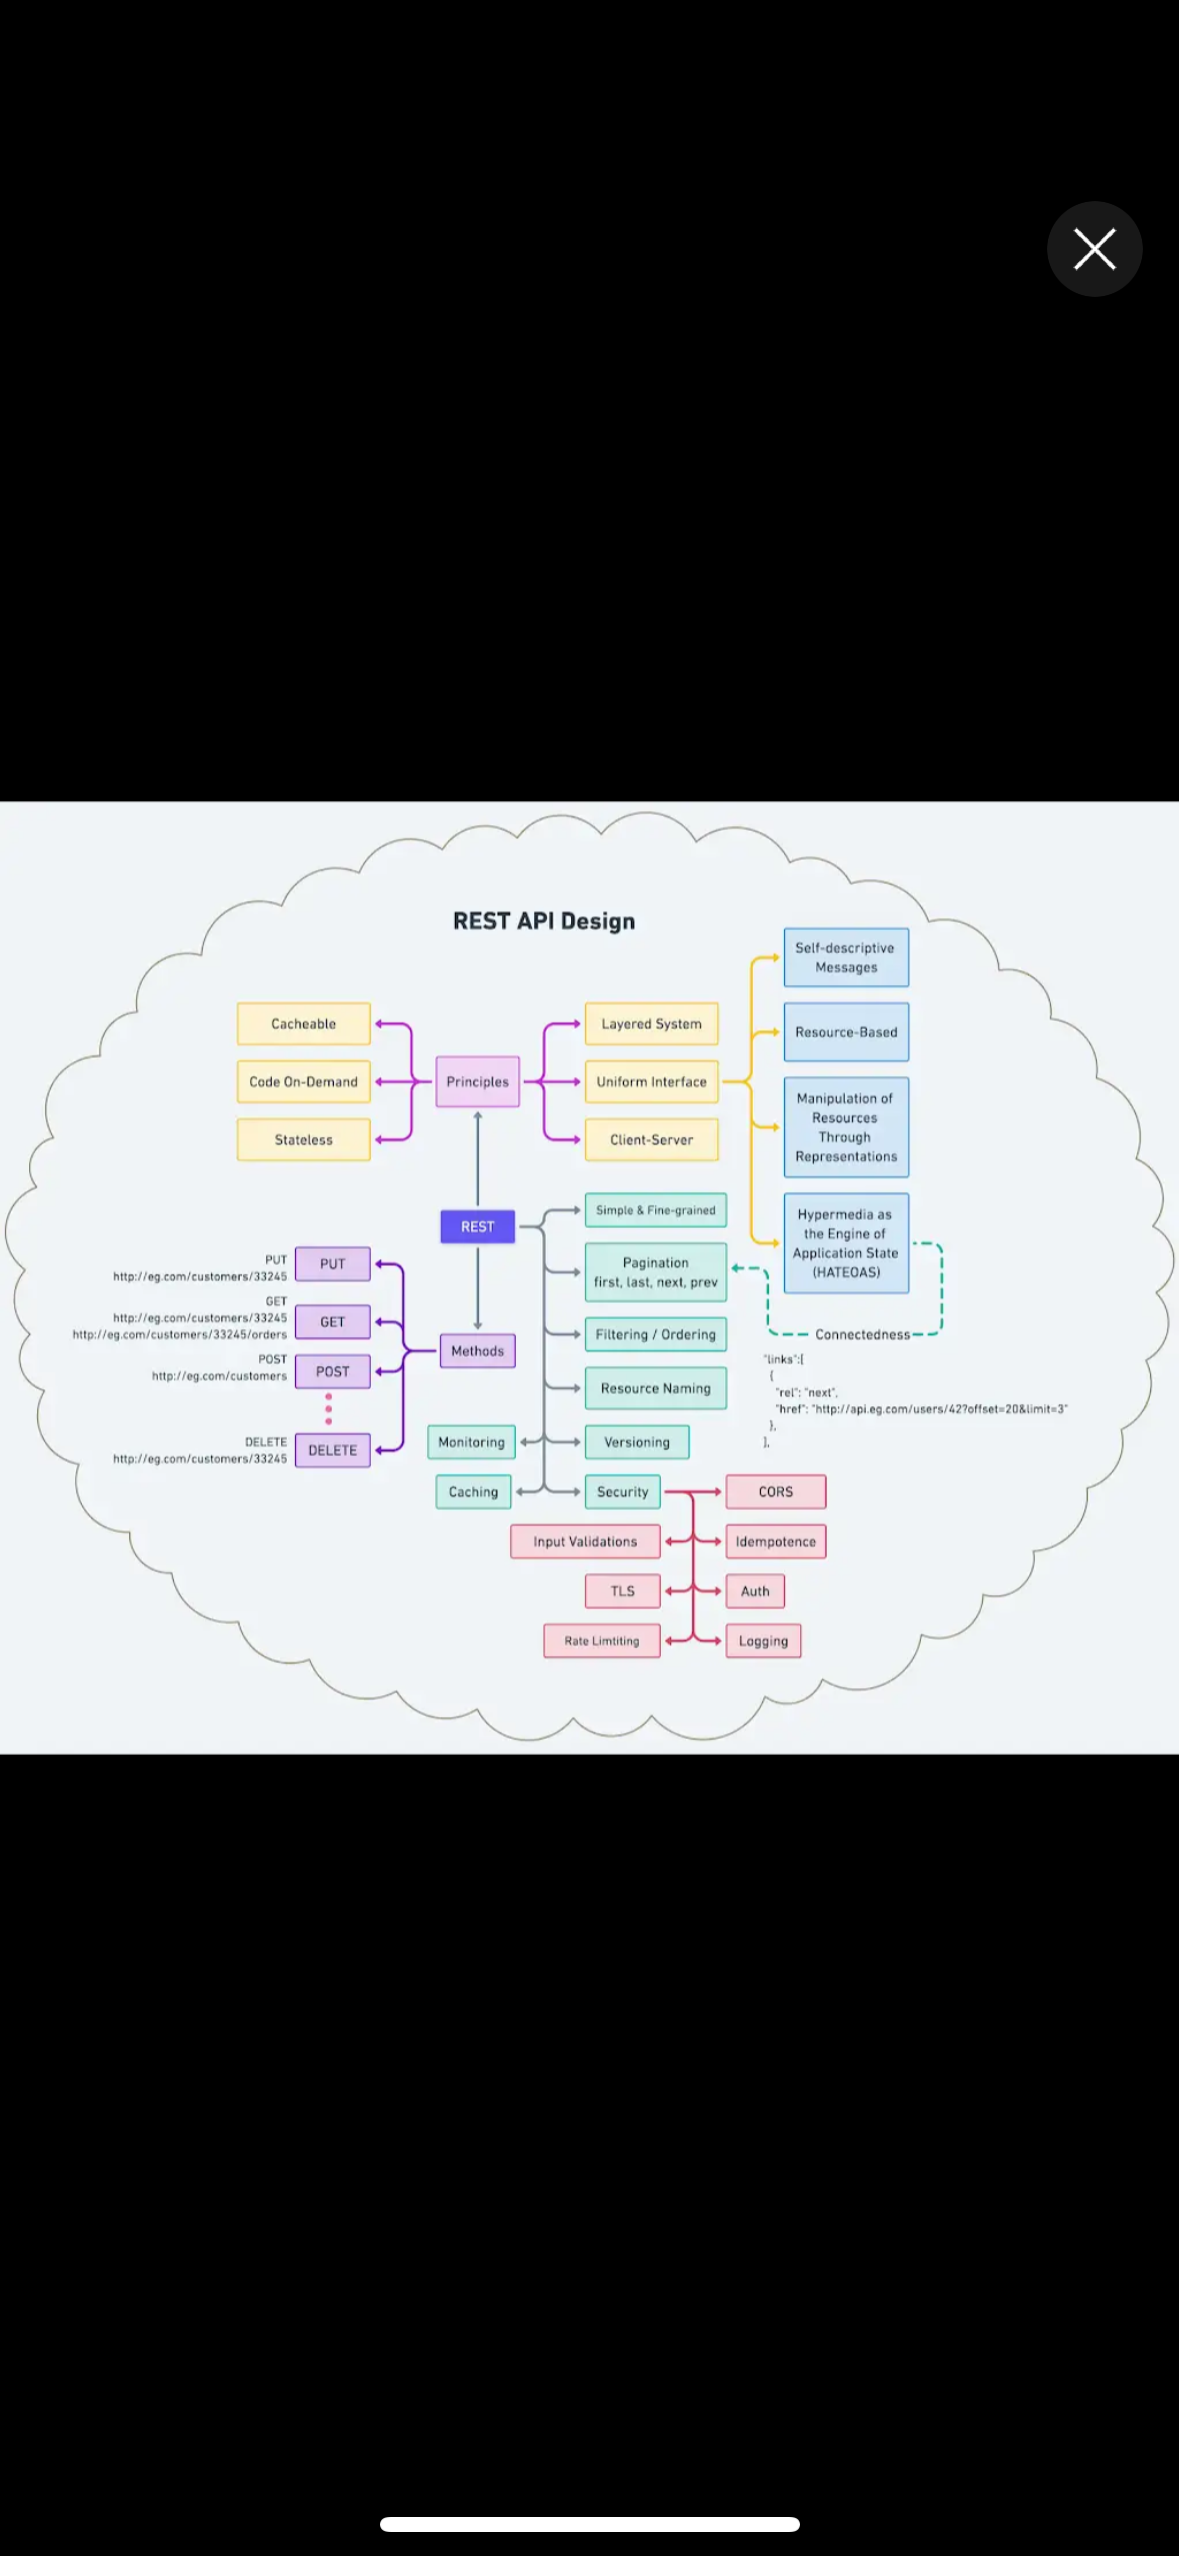 REST API Design
Cacheable
Code On-Demand
Stateless
Principles
Layered System
Uniform Interface
Client-Server
Self-descriptive
Messages
Resource-Based
Manipulation of
Resources
Through
Representations
Hypermedia as
the Engine of
Application State
(HATEOAS)
REST
Simple & Fine-grained
Pagination
first, last, next, prev
Filtering / Ordering
Resource Naming
Versioning
Security
Monitoring
Caching
Connectedness
"links":[
{
"rel": "next",
"href": "http://api.eg.com/users/42?offset=20&limit=3"
},
],
Methods
PUT
http://eg.com/customers/33245
PUT
GET
http://eg.com/customers/33245
http://eg.com/customers/33245/orders
GET
POST
http://eg.com/customers
POST
DELETE
http://eg.com/customers/33245
DELETE
CORS
Input Validations
Idempotence
TLS
Auth
Rate Limtiting
Logging